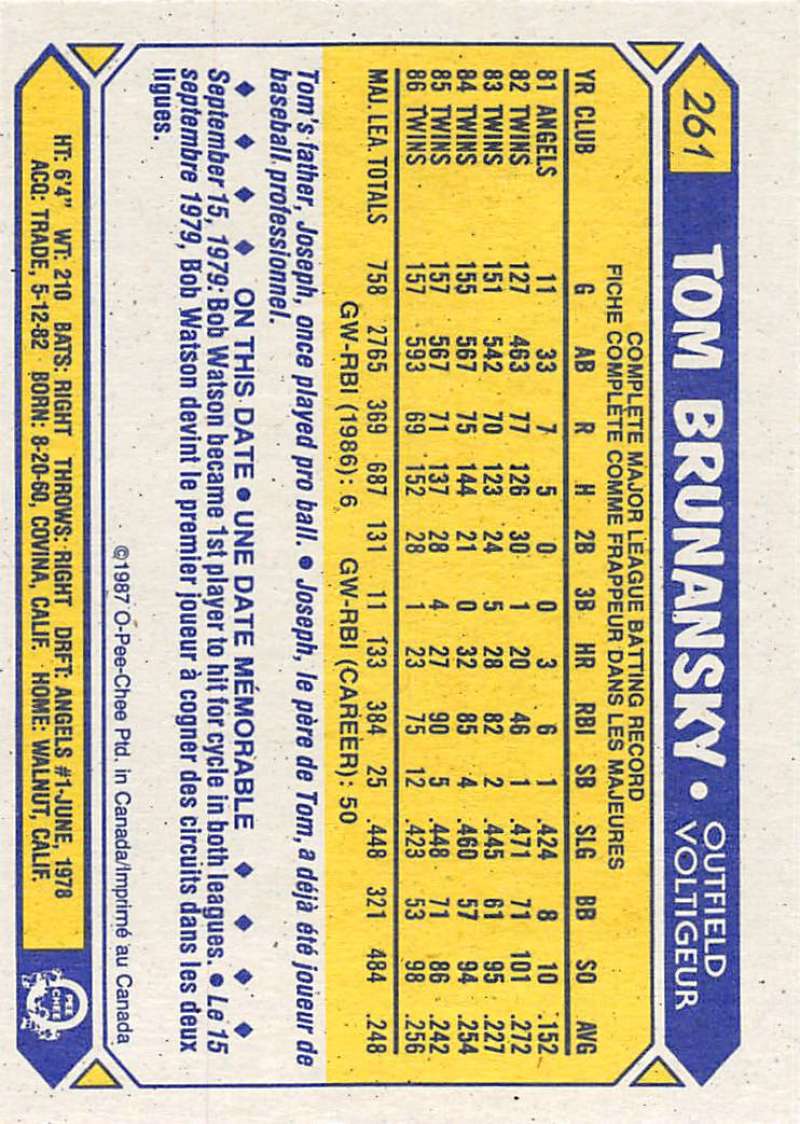 261 TOM BRUNANSKY • OUTFIELD
VOLTIGEUR
COMPLETE MAJOR LEAGUE BATTING RECORD
FICHE COMPLETE COMME FRAPPEUR DANS LES MAJEURES
YR CLUB G AB R H 2B 3B HR RBI SB SLG BB SO AVG
81 ANGELS 11 33 7 5 0 0 3 6 1 .424 8 10 .152
82 TWINS 127 463 77 126 30 1 20 46 1 .471 71 101 .272
83 TWINS 151 542 70 123 24 5 28 82 2 .445 61 95 .227
84 TWINS 155 567 75 144 21 0 32 85 4 .460 57 94 .254
85 TWINS 157 567 71 137 28 4 27 90 5 .448 71 86 .242
86 TWINS 157 593 69 152 28 1 23 75 12 .423 53 98 .256
MAJ. LEA. TOTALS 758 2765 369 687 131 11 133 384 25 .448 321 484 .248
GW-RBI (1986): 6 GW-RBI (CAREER): 50
Tom's father, Joseph, once played pro ball. • Joseph, le père de Tom, a déjà été joueur de
baseball professionnel.
♦ ♦ ♦ ♦ ON THIS DATE • UNE DATE MÉMORABLE ♦ ♦ ♦ ♦
September 15, 1979: Bob Watson became 1st player to hit for cycle in both leagues. • Le 15
septembre 1979, Bob Watson devint le premier joueur à cogner des circuits dans les deux
ligues.
©1987 O-Pee-Chee Ptd. in Canada/Imprimé au Canada
HT: 6'4" WT: 210 BATS: RIGHT THROWS: RIGHT DRFT: ANGELS #1-JUNE, 1978
ACQ: TRADE, 5-12-82 BORN: 8-20-60, COVINA, CALIF. HOME: WALNUT, CALIF.
O
PEE
CHEE